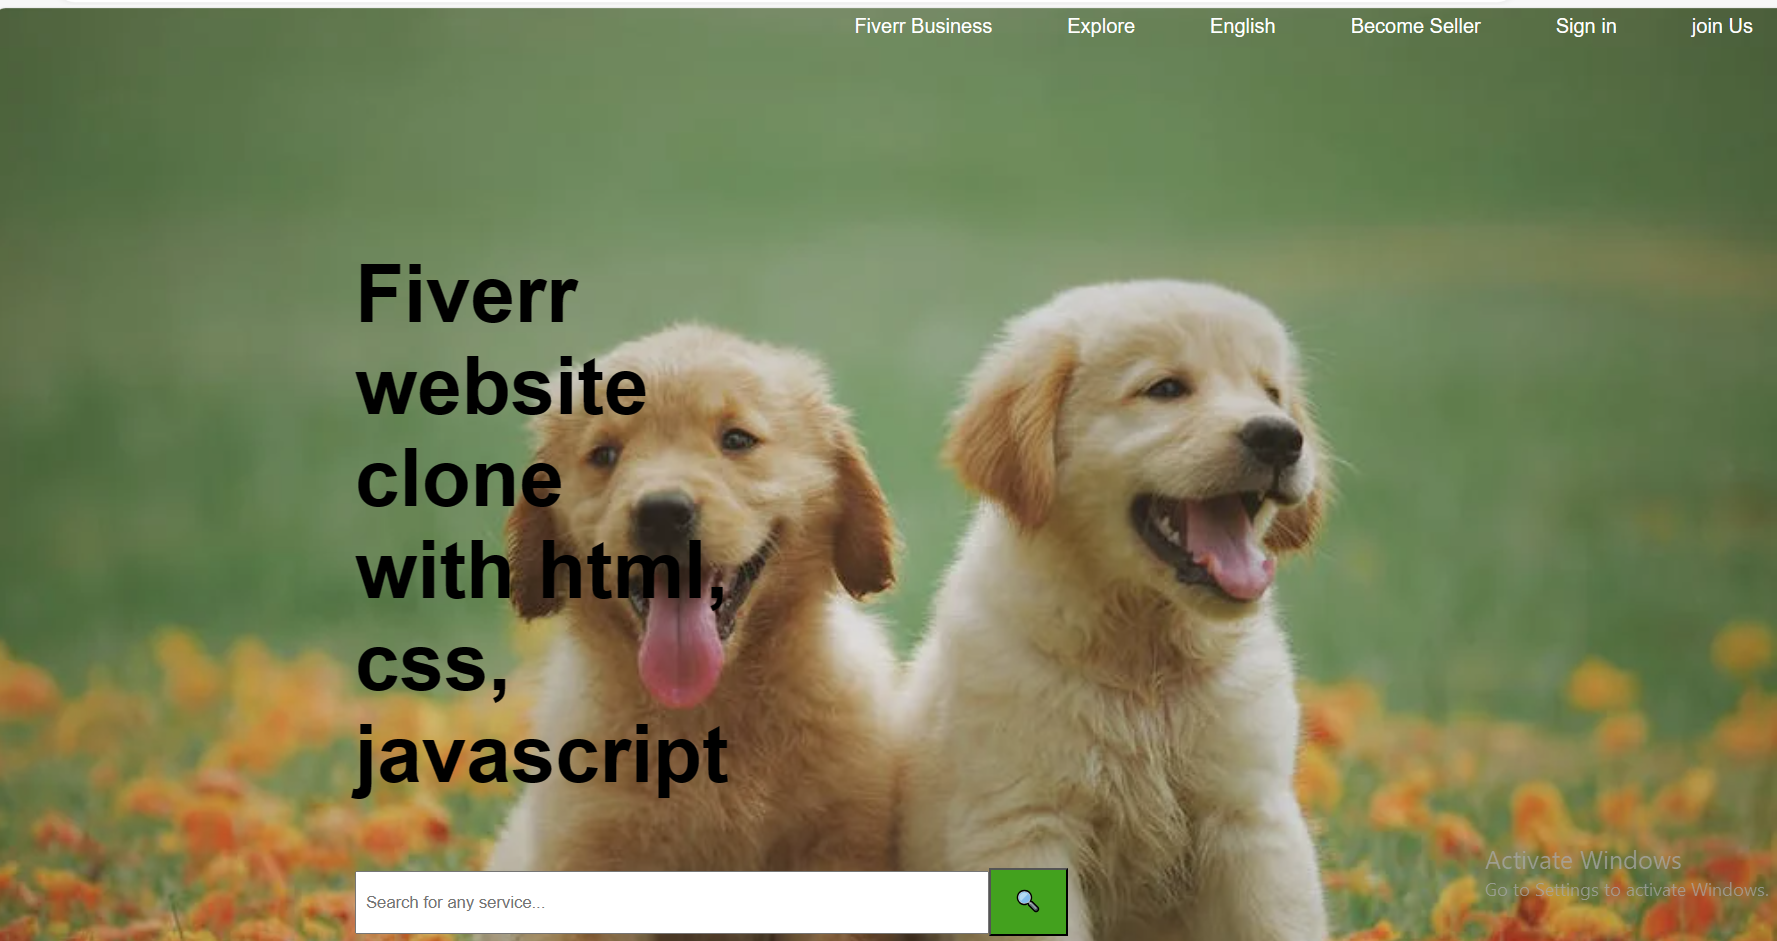 Fiverr Business Explore English Become Seller Sign in join Us
Fiverr
website
clone
with html,
css,
javascript
Search for any service...
Activate Windows
Go to Settings to activate Windows.